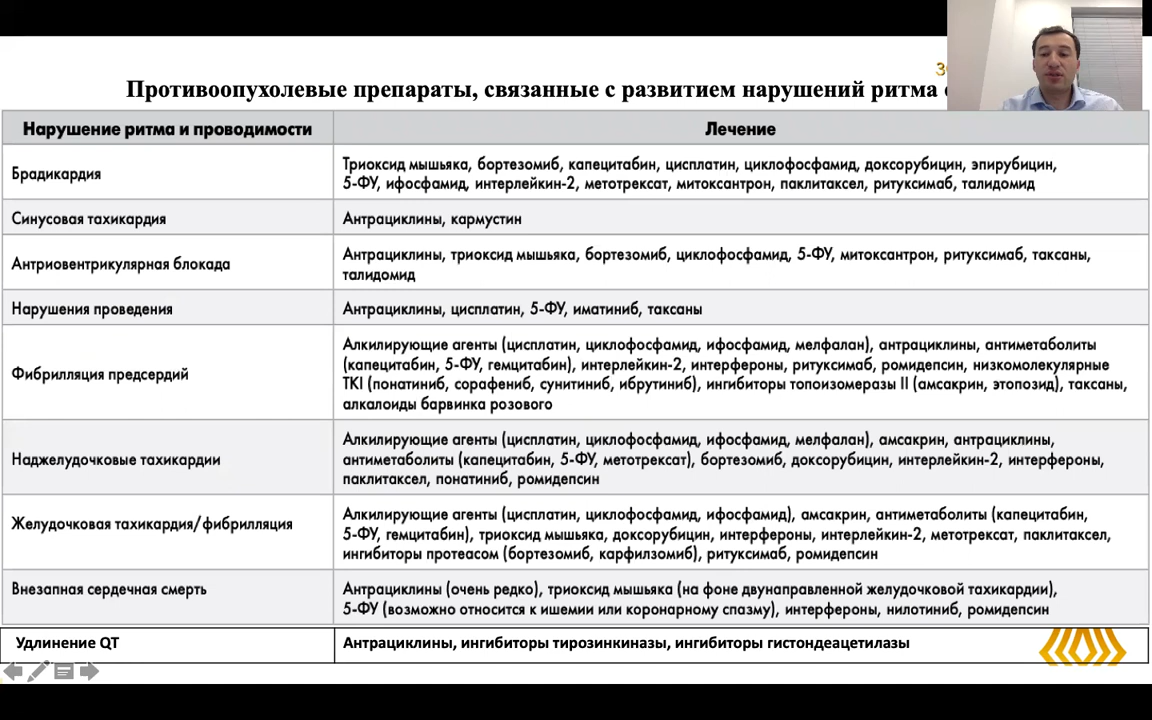 Противоопухолевые препараты, связанные с развитием нарушений ритма
Нарушение ритма и проводимости
Лечение
Брадикардия
Триоксид мышьяка, бортезомиб, капецитабин, цисплатин, циклофосфамид, доксорубицин, эпирубицин,
5-ФУ, ифосфамид, интерлейкин-2, метотрексат, митоксантрон, паклитаксел, ритуксимаб, талидомид
Синусовая тахикардия
Антрациклины, кармустин
Антриовентрикулярная блокада
Антрациклины, триоксид мышьяка, бортезомиб, циклофосфамид, 5-ФУ, митоксантрон, ритуксимаб, таксаны,
талидомид
Нарушения проведения
Антрациклины, цисплатин, 5-ФУ, иматиниб, таксаны
Фибрилляция предсердий
Алкилирующие агенты (цисплатин, циклофосфамид, ифосфамид, мелфалан), антрациклины, антиметаболиты
(капецитабин, 5-ФУ, гемцитабин), интерлейкин-2, интерфероны, ритуксимаб, ромидепсин, низкомолекулярные
TKI (понатиниб, сорафениб, сунитиниб, ибрутиниб), ингибиторы топоизомеразы II (амсакрин, этопозид), таксаны,
алкалоиды барвинка розового
Наджелудочковые тахикардии
Алкилирующие агенты (цисплатин, циклофосфамид, ифосфамид, мелфалан), амсакрин, антрациклины,
антиметаболиты (капецитабин, 5-ФУ, метотрексат), бортезомиб, доксорубицин, интерлейкин-2, интерфероны,
паклитаксел, понатиниб, ромидепсин
Желудочковая тахикардия/фибрилляция
Алкилирующие агенты (цисплатин, циклофосфамид, ифосфамид), амсакрин, антиметаболиты (капецитабин,
5-ФУ, гемцитабин), триоксид мышьяка, доксорубицин, интерфероны, интерлейкин-2, метотрексат, паклитаксел,
ингибиторы протеасом (бортезомиб, карфилзомиб), ритуксимаб, ромидепсин
Внезапная сердечная смерть
Антрациклины (очень редко), триоксид мышьяка (на фоне двунаправленной желудочковой тахикардии),
5-ФУ (возможно относится к ишемии или коронарному спазму), интерфероны, нилотиниб, ромидепсин
Удлинение QT
Антрациклины, ингибиторы тирозинкиназы, ингибиторы гистондеацетилазы